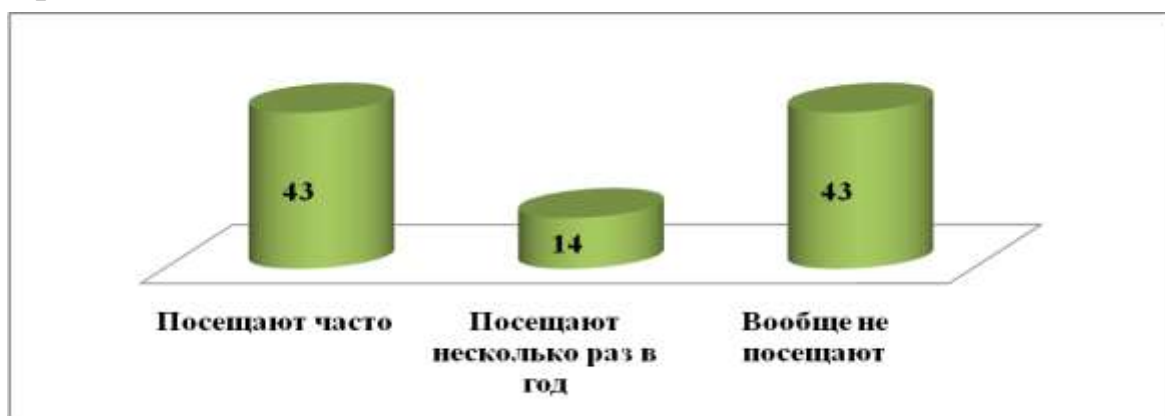 43
14
43
Посещают часто
Посещают
несколько раз в
год
Вообще не
посещают